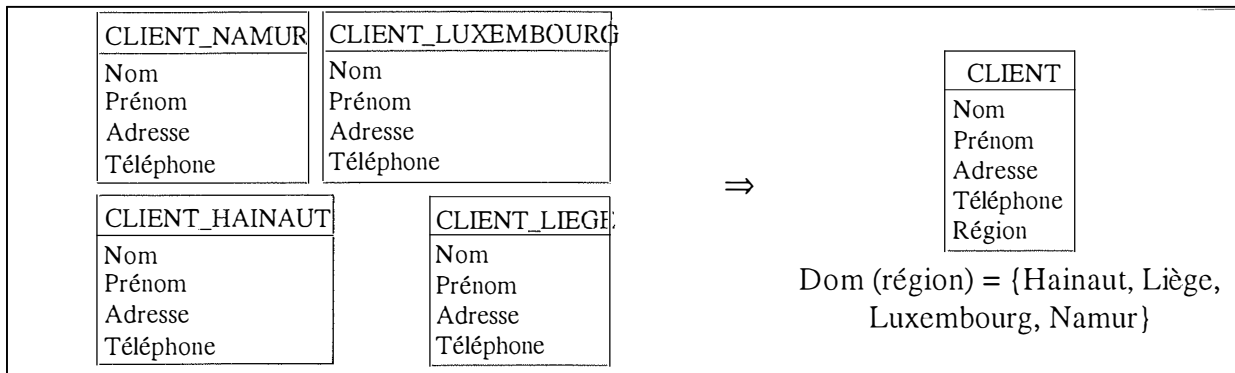 CLIENT_NAMUR
Nom
Prénom
Adresse
Téléphone
CLIENT_LUXEMBOURG
Nom
Prénom
Adresse
Téléphone
CLIENT_HAINAUT
Nom
Prénom
Adresse
Téléphone
CLIENT_LIEGE
Nom
Prénom
Adresse
Téléphone
⇒
CLIENT
Nom
Prénom
Adresse
Téléphone
Région
Dom (région) = {Hainaut, Liège,
Luxembourg, Namur}